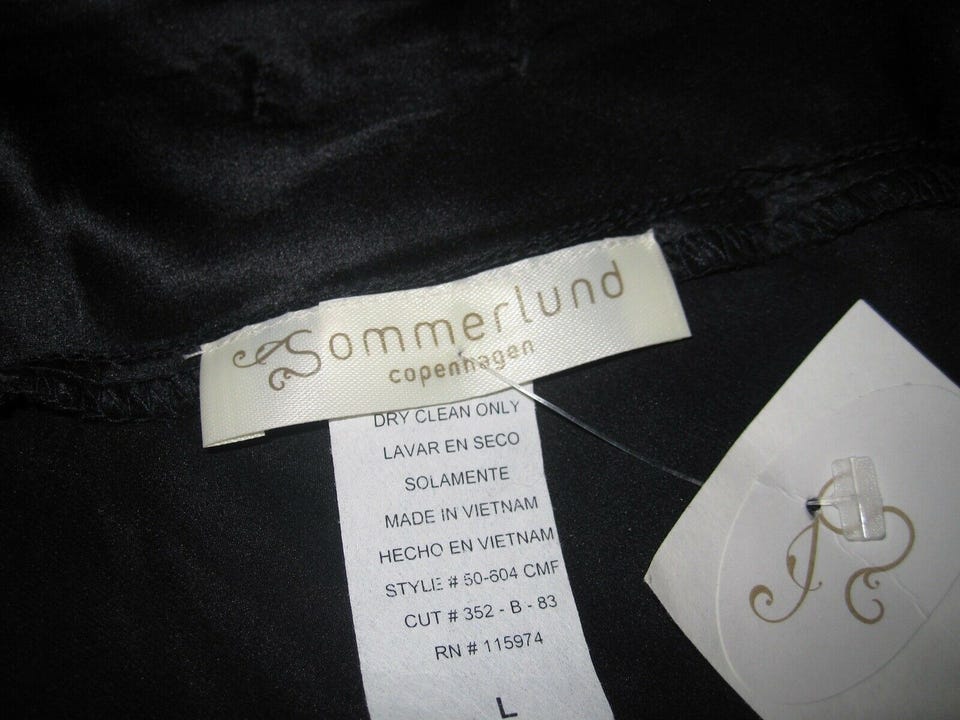 Sommerlund
copenhagen
DRY CLEAN ONLY
LAVAR EN SECO
SOLAMENTE
MADE IN VIETNAM
HECHO EN VIETNAM
STYLE # 50-604 CMF
CUT # 352 - B - 83
RN # 115974
L